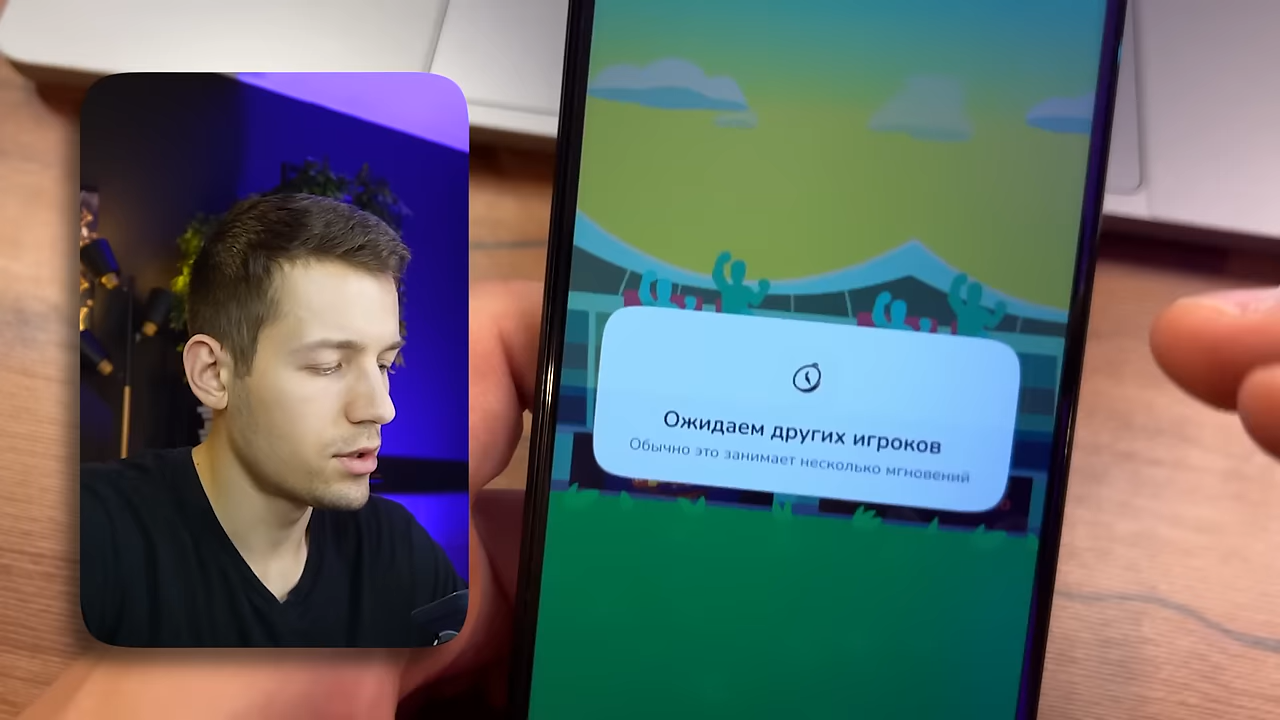 Ожидаем других игроков
Обычно это занимает несколько мгновений